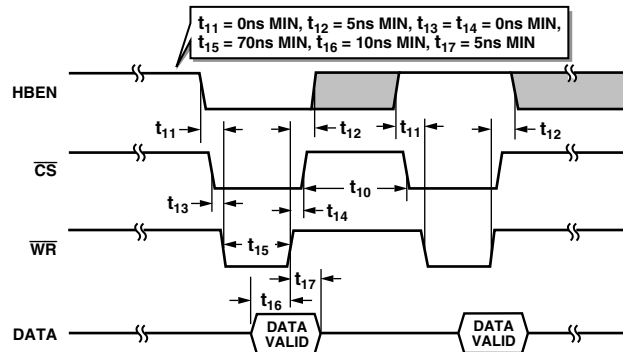 t11 = 0ns MIN, t12 = 5ns MIN, t13 = t14 = 0ns MIN,
t15 = 70ns MIN, t16 = 10ns MIN, t17 = 5ns MIN
HBEN
t11 t12 t11 t12
CS
t10
t13 t14
WR
t15
t17
t16
DATA
DATA VALID
DATA VALID